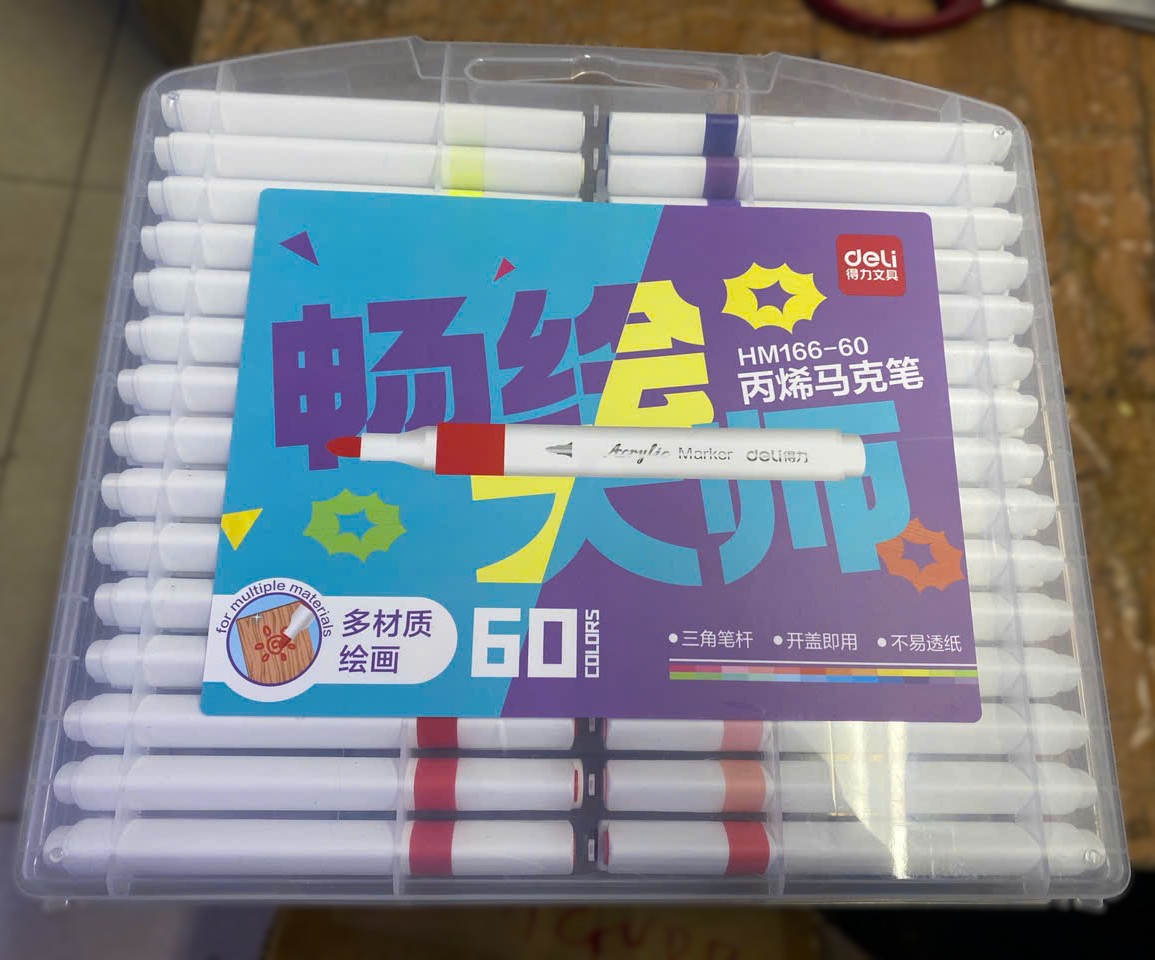 deli
得力文具
HM166-60
丙烯马克笔
畅绘
大师
Acrylic Marker deli得力
for multiple materials
多材质
绘画
60
COLORS
•三角笔杆 •开盖即用 •不易透纸